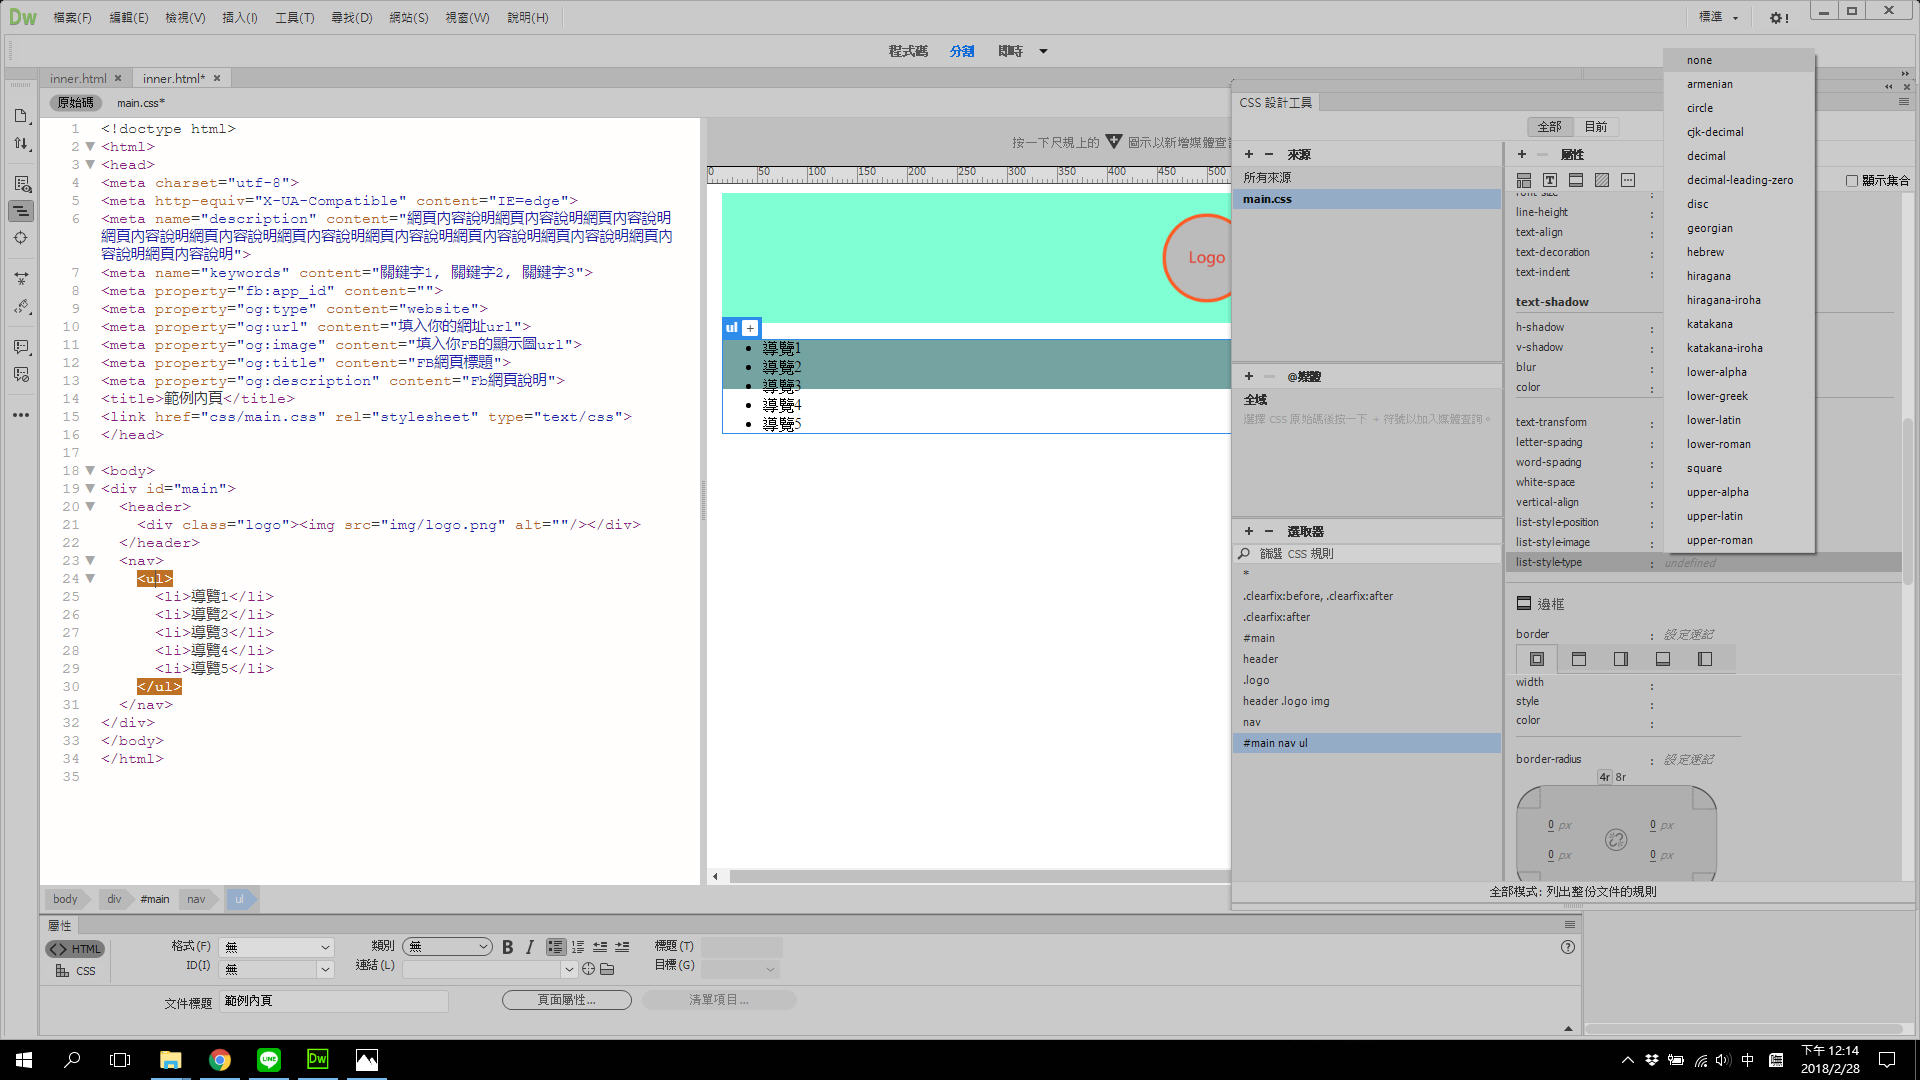 Dw 檔案(F) 編輯(E) 檢視(V) 插入(I) 工具(T) 尋找(D) 網站(S) 視窗(W) 說明(H) 標準
程式碼 分割 即時
inner.html inner.html*
原始碼 main.css*
1 <!doctype html>
2 <html>
3 <head>
4 <meta charset="utf-8">
5 <meta http-equiv="X-UA-Compatible" content="IE=edge">
6 <meta name="description" content="網頁內容說明網頁內容說明網頁內容說明
網頁內容說明網頁內容說明網頁內容說明網頁內容說明網頁內容說明網頁內容說明網頁內
容說明網頁內容說明">
7 <meta name="keywords" content="關鍵字1, 關鍵字2, 關鍵字3">
8 <meta property="fb:app_id" content="">
9 <meta property="og:type" content="website">
10 <meta property="og:url" content="填入你的網址url">
11 <meta property="og:image" content="填入你FB的顯示圖url">
12 <meta property="og:title" content="FB網頁標題">
13 <meta property="og:description" content="Fb網頁說明">
14 <title>範例內頁</title>
15 <link href="css/main.css" rel="stylesheet" type="text/css">
16 </head>
17
18 <body>
19 <div id="main">
20 <header>
21 <div class="logo"><img src="img/logo.png" alt=""/></div>
22 </header>
23 <nav>
24 <ul>
25 <li>導覽1</li>
26 <li>導覽2</li>
27 <li>導覽3</li>
28 <li>導覽4</li>
29 <li>導覽5</li>
30 </ul>
31 </nav>
32 </div>
33 </body>
34 </html>
35
按一下尺規上的 圖示以新增媒體查
0 50 100 150 200 250 300 350 400 450 500
Logo
ul +
導覽1
導覽2
導覽3
導覽4
導覽5
CSS 設計工具
全部 目前
+ − 來源
所有來源
main.css
+ − @媒體
全域
選擇 CSS 原始碼後按一下 + 符號以加入媒體查詢。
+ − 選取器
篩選 CSS 規則
*
.clearfix:before, .clearfix:after
.clearfix:after
#main
header
.logo
header .logo img
nav
#main nav ul
+ − 屬性
顯示集合
font-size
line-height :
text-align :
text-decoration :
text-indent :
text-shadow
h-shadow :
v-shadow :
blur :
color :
text-transform :
letter-spacing :
word-spacing :
white-space :
vertical-align :
list-style-position :
list-style-image :
list-style-type : undefined
邊框
border : 設定速記
width :
style :
color :
border-radius : 設定速記
4r 8r
0 px 0 px
0 px 0 px
全部模式: 列出整份文件的規則
none
armenian
circle
cjk-decimal
decimal
decimal-leading-zero
disc
georgian
hebrew
hiragana
hiragana-iroha
katakana
katakana-iroha
lower-alpha
lower-greek
lower-latin
lower-roman
square
upper-alpha
upper-latin
upper-roman
body div #main nav ul
屬性
<> HTML
CSS
格式(F) 無
ID(I) 無
類別 無
連結(L)
B I
標題(T)
目標(G)
文件標題 範例內頁
頁面屬性...
清單項目...
Dw
中
下午 12:14
2018/2/28